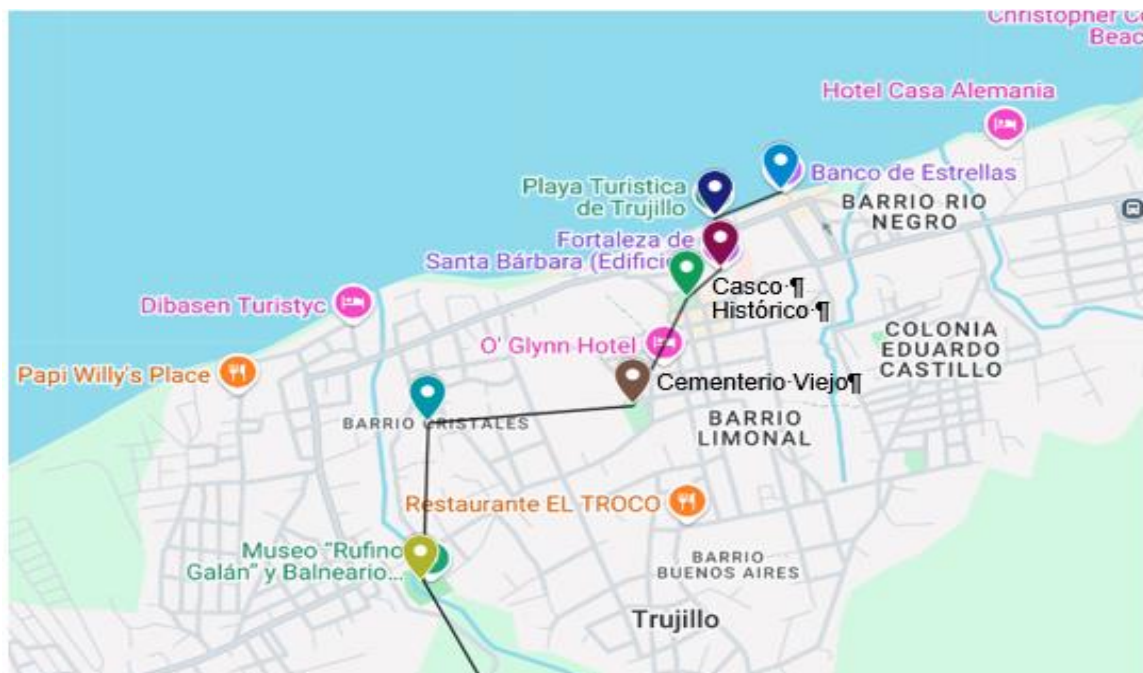 Christopher C
Beac
Hotel Casa Alemania
Banco de Estrellas
Playa Turistica
de Trujillo
BARRIO RIO
NEGRO
Fortaleza de
Santa Bárbara (Edifici
Casco·¶
Histórico·¶
Dibasen Turistyc
O' Glynn Hotel
COLONIA
EDUARDO
CASTILLO
Papi Willy's Place
Cementerio·Viejo¶
BARRIO CRISTALES
BARRIO
LIMONAL
Restaurante EL TROCO
Museo "Rufino
Galán" y Balneario...
BARRIO
BUENOS AIRES
Trujillo